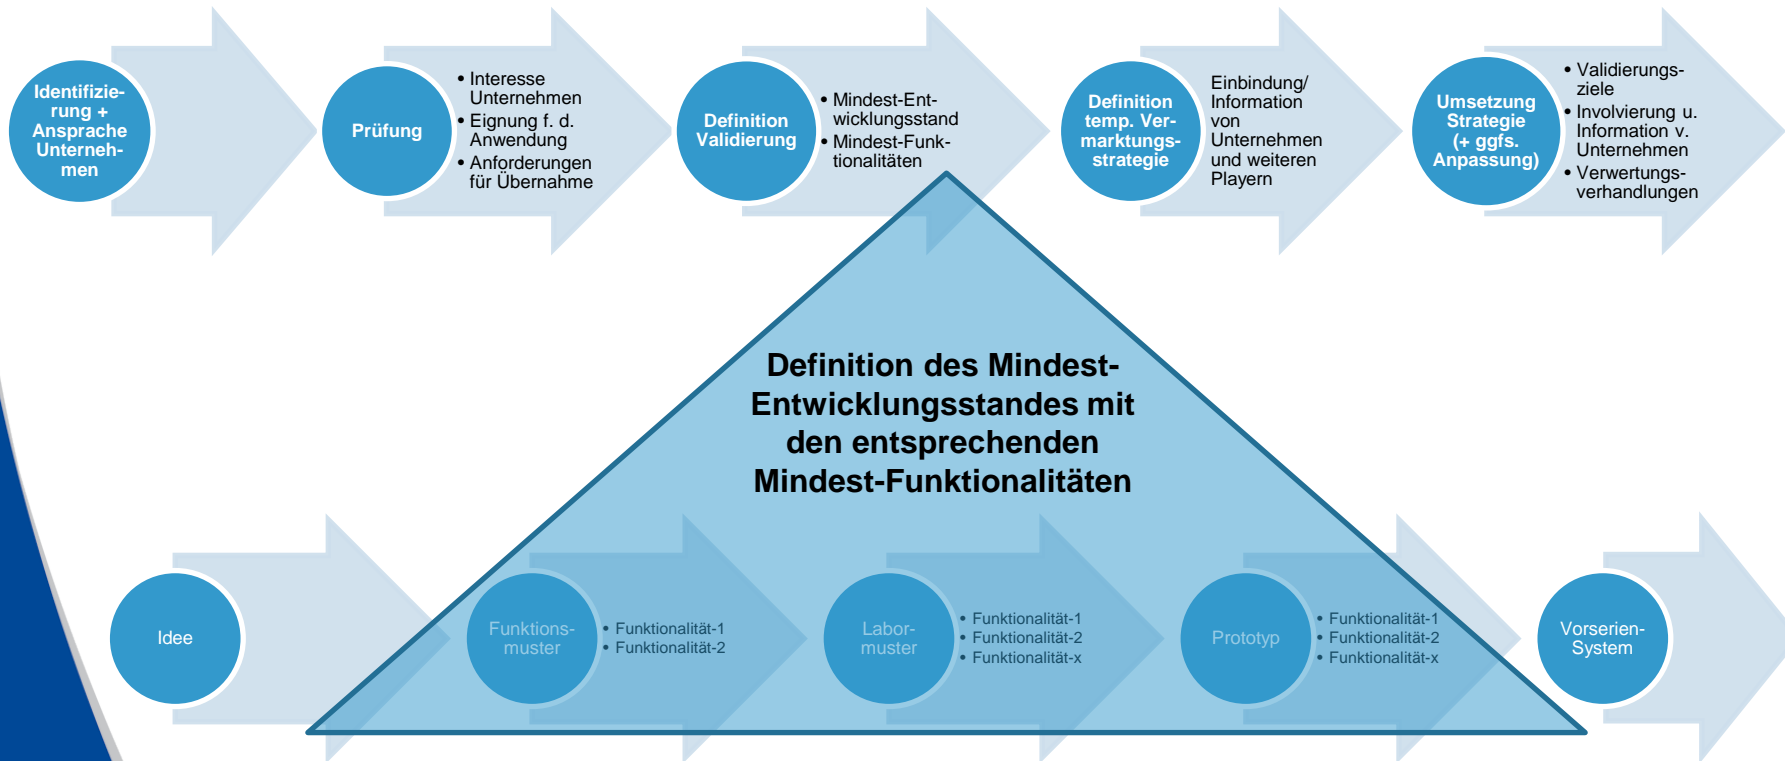 Identifizie-
rung +
Ansprache
Unterneh-
men
Prüfung
• Interesse
Unternehmen
• Eignung f. d.
Anwendung
• Anforderungen
für Übernahme
Definition
Validierung
• Mindest-Ent-
wicklungsstand
• Mindest-Funk-
tionalitäten
Definition
temp. Ver-
marktungs-
strategie
Einbindung/
Information
von
Unternehmen
und weiteren
Playern
Umsetzung
Strategie
(+ ggfs.
Anpassung)
• Validierungs-
ziele
• Involvierung u.
Information v.
Unternehmen
• Verwertungs-
verhandlungen
Definition des Mindest-
Entwicklungsstandes mit
den entsprechenden
Mindest-Funktionalitäten
Idee
Funktions-
muster
• Funktionalität-1
• Funktionalität-2
Labor-
muster
• Funktionalität-1
• Funktionalität-2
• Funktionalität-x
Prototyp
• Funktionalität-1
• Funktionalität-2
• Funktionalität-x
Vorserien-
System